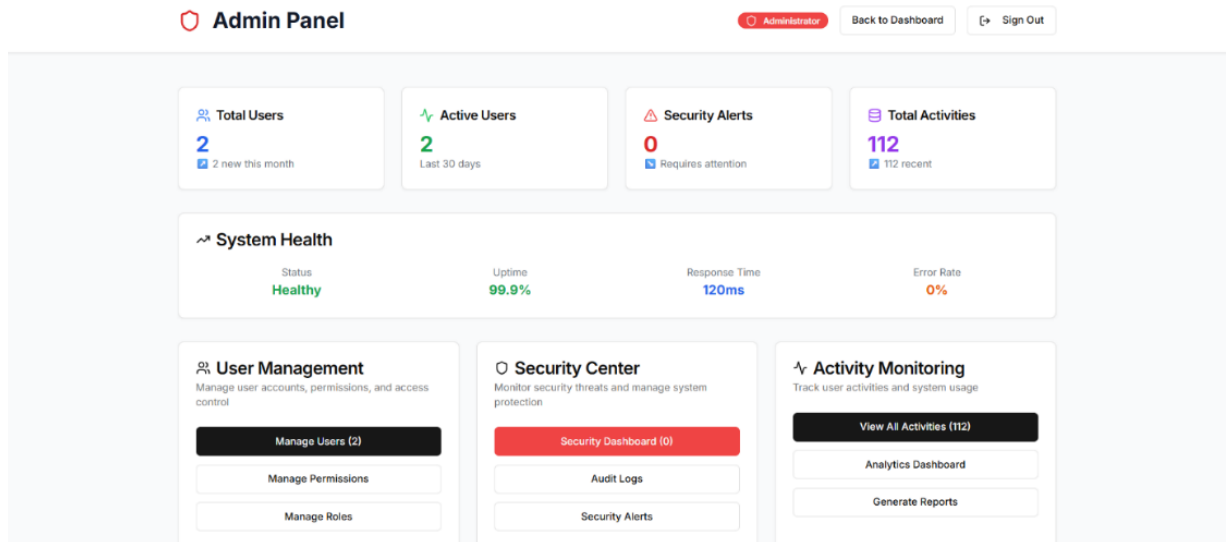 Admin Panel
Administrator
Back to Dashboard
Sign Out
Total Users
2
2 new this month
Active Users
2
Last 30 days
Security Alerts
0
Requires attention
Total Activities
112
112 recent
System Health
Status
Healthy
Uptime
99.9%
Response Time
120ms
Error Rate
0%
User Management
Manage user accounts, permissions, and access
control
Manage Users (2)
Manage Permissions
Manage Roles
Security Center
Monitor security threats and manage system
protection
Security Dashboard (0)
Audit Logs
Security Alerts
Activity Monitoring
Track user activities and system usage
View All Activities (112)
Analytics Dashboard
Generate Reports